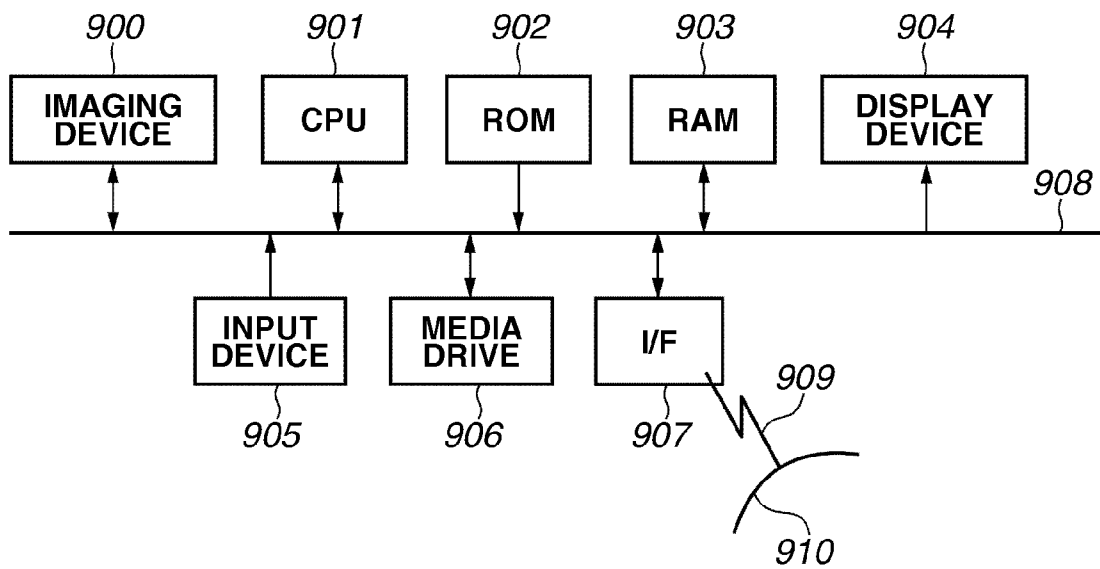 900
901
902
903
904
IMAGING
DEVICE
CPU
ROM
RAM
DISPLAY
DEVICE
908
INPUT
DEVICE
MEDIA
DRIVE
I/F
905
906
907
909
910